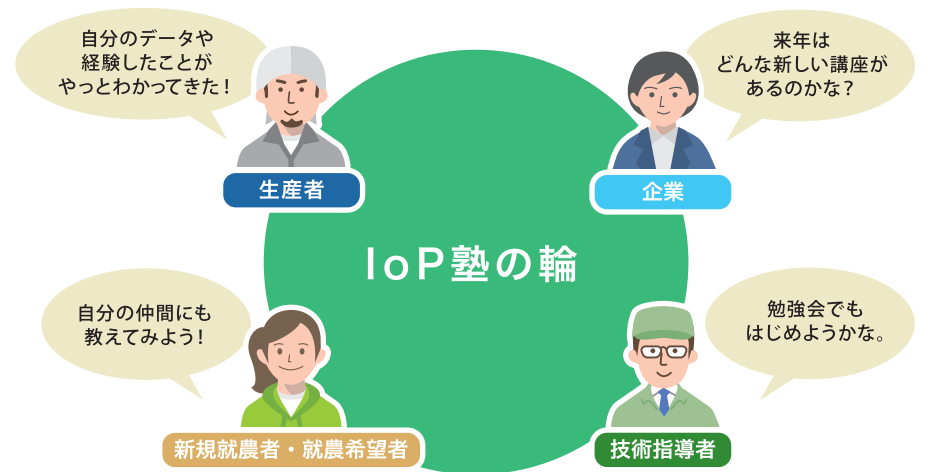 自分のデータや
経験したことが
やっとわかってきた！
生産者
来年は
どんな新しい講座が
あるのかな？
企業
IoP塾の輪
自分の仲間にも
教えてみよう！
新規就農者・就農希望者
勉強会でも
はじめようかな。
技術指導者